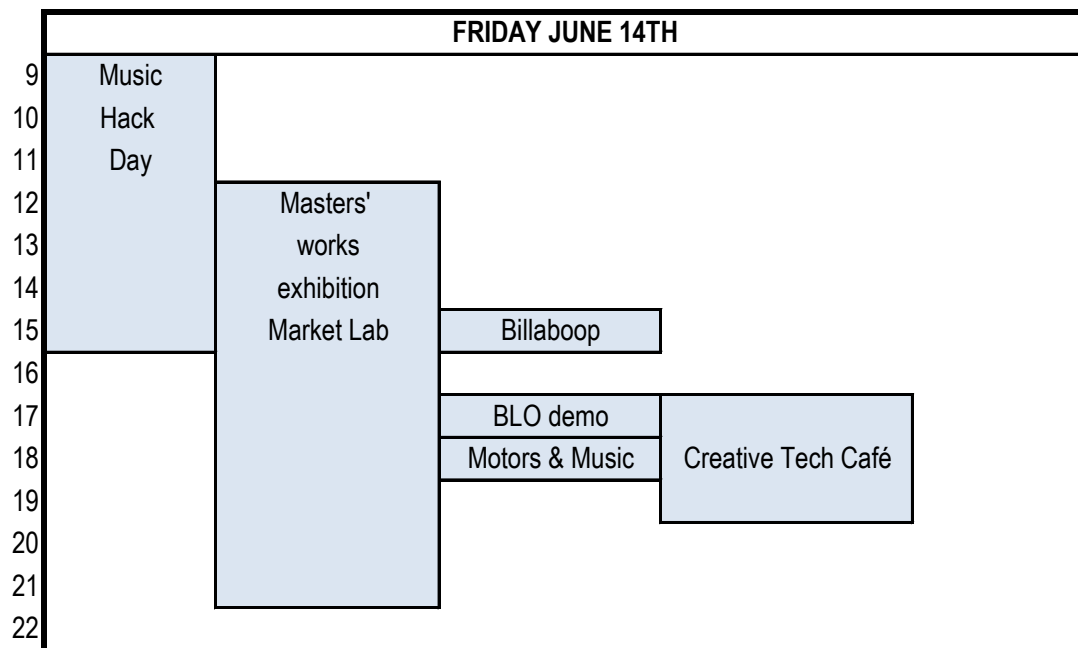 FRIDAY JUNE 14TH
9 Music
10 Hack
11 Day
12 Masters'
13 works
14 exhibition
15 Market Lab Billaboop
16
17 BLO demo
18 Motors & Music Creative Tech Café
19
20
21
22